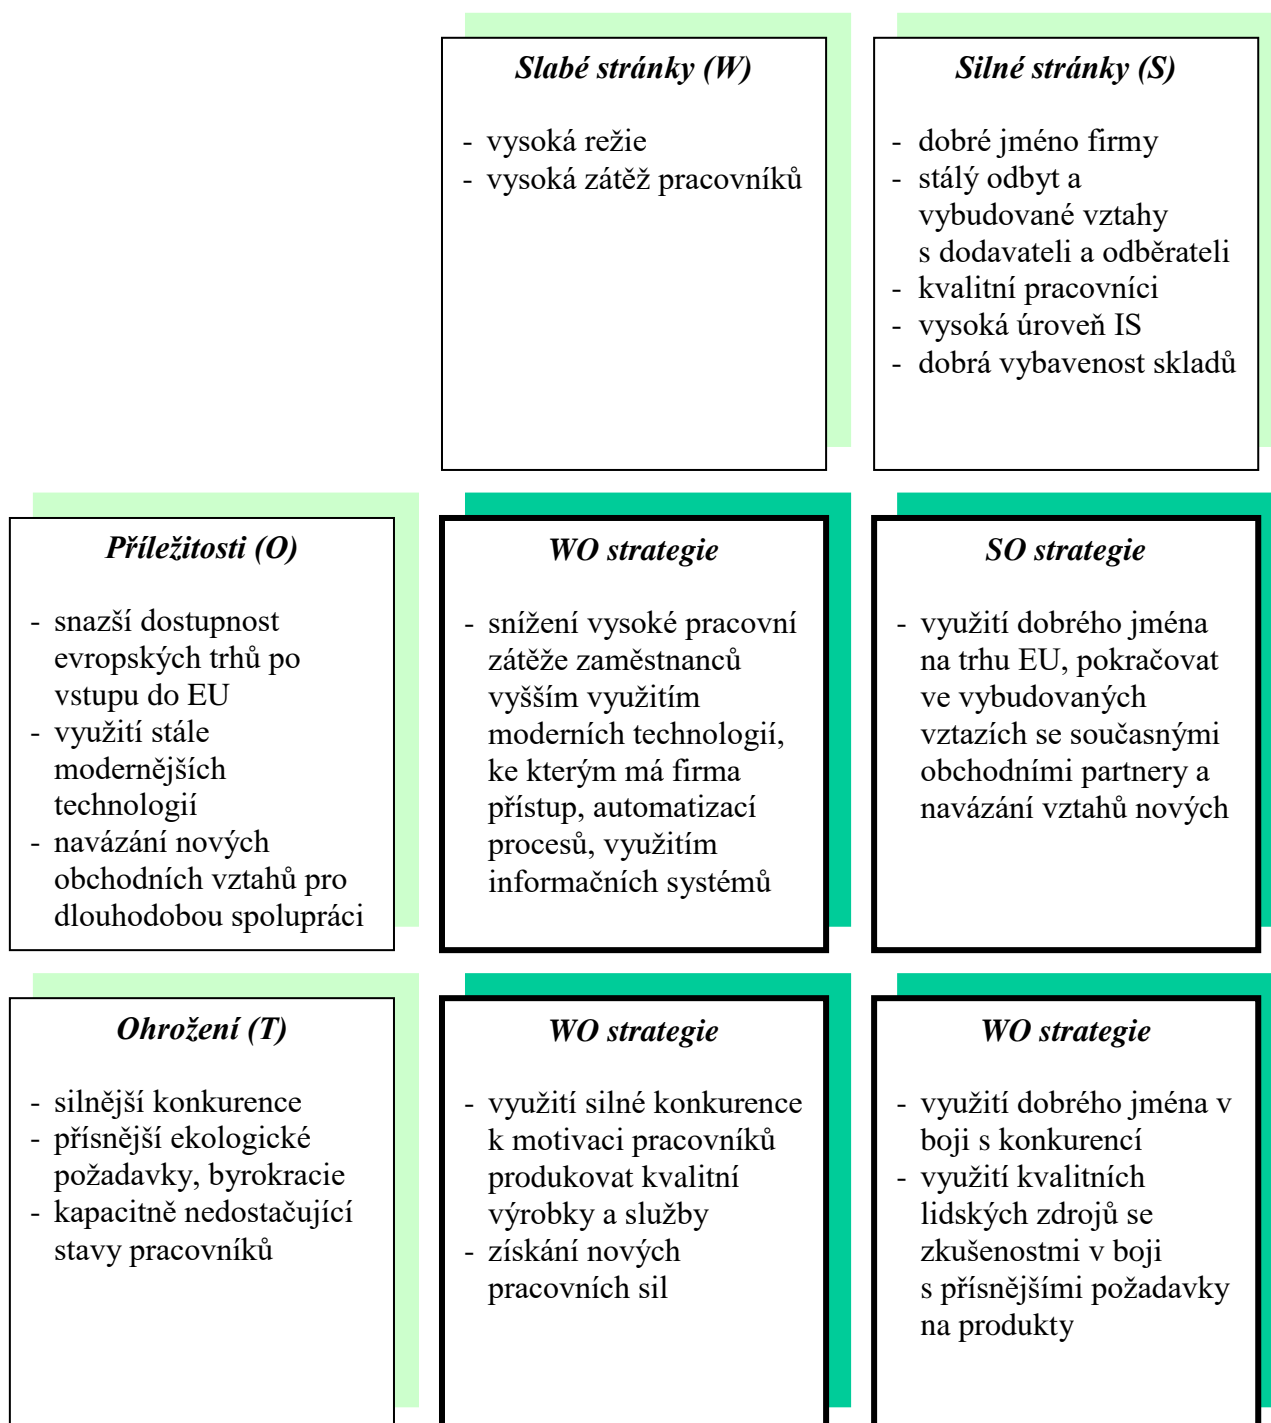 Slabé stránky (W)
- vysoká režie
- vysoká zátěž pracovníků
Silné stránky (S)
- dobré jméno firmy
- stálý odbyt a
vybudované vztahy
s dodavateli a odběrateli
- kvalitní pracovníci
- vysoká úroveň IS
- dobrá vybavenost skladů
Příležitosti (O)
- snazší dostupnost
evropských trhů po
vstupu do EU
- využití stále
modernějších
technologií
- navázání nových
obchodních vztahů pro
dlouhodobou spolupráci
WO strategie
- snížení vysoké pracovní
zátěže zaměstnanců
vyšším využitím
moderních technologií,
ke kterým má firma
přístup, automatizací
procesů, využitím
informačních systémů
SO strategie
- využití dobrého jména
na trhu EU, pokračovat
ve vybudovaných
vztazích se současnými
obchodními partnery a
navázání vztahů nových
Ohrožení (T)
- silnější konkurence
- přísnější ekologické
požadavky, byrokracie
- kapacitně nedostačující
stavy pracovníků
WO strategie
- využití silné konkurence
k motivaci pracovníků
produkovat kvalitní
výrobky a služby
- získání nových
pracovních sil
WO strategie
- využití dobrého jména v
boji s konkurencí
- využití kvalitních
lidských zdrojů se
zkušenostmi v boji
s přísnějšími požadavky
na produkty